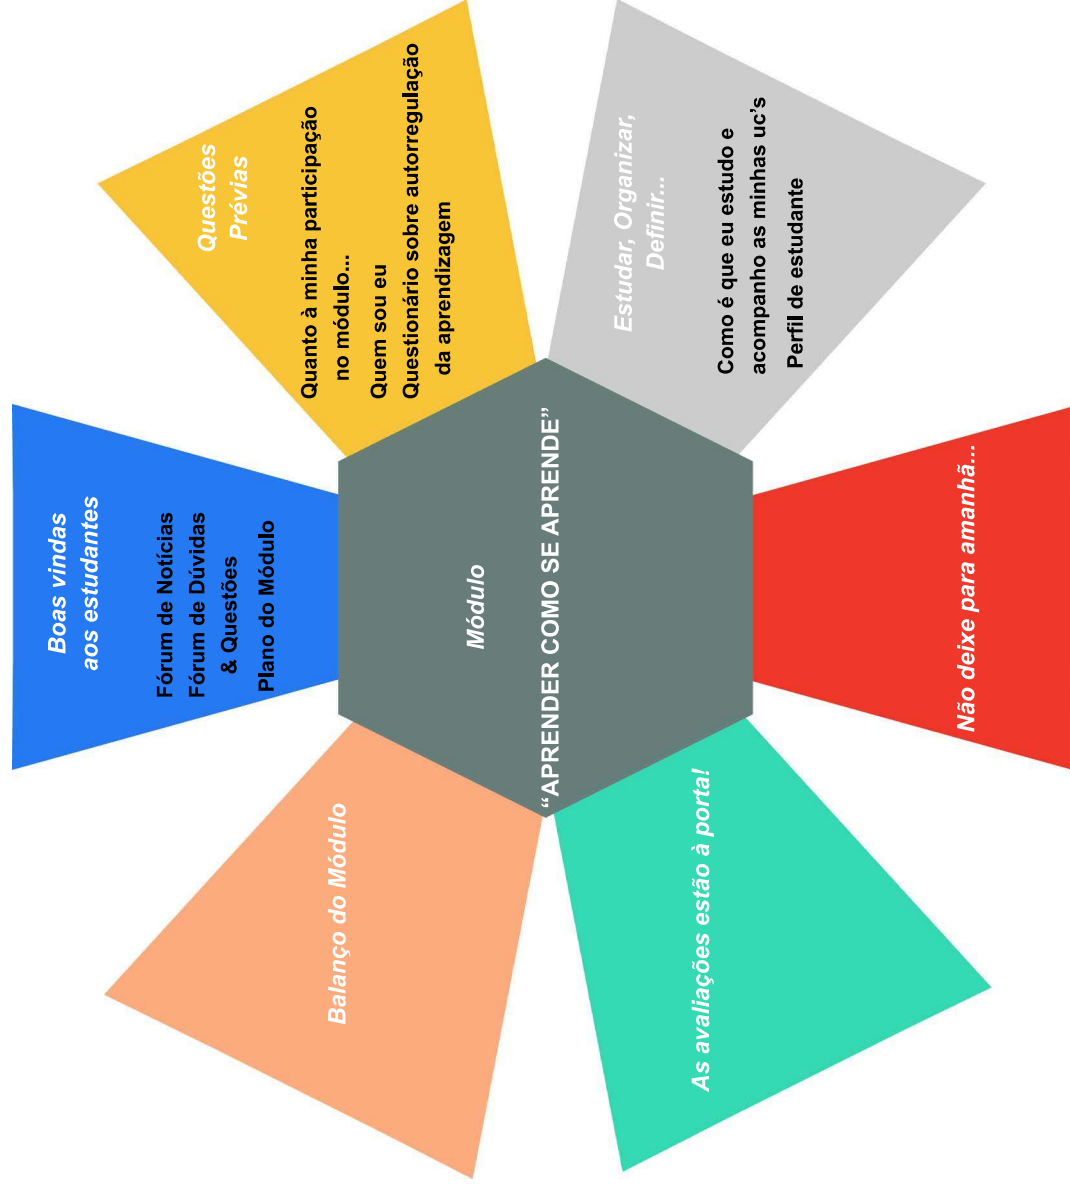 Módulo
“APRENDER COMO SE APRENDE”
Boas vindas
aos estudantes
Fórum de Notícias
Fórum de Dúvidas
& Questões
Plano do Módulo
Questões
Prévias
Quanto à minha participação
no módulo...
Quem sou eu
Questionário sobre autorregulação
da aprendizagem
Estudar, Organizar,
Definir...
Como é que eu estudo e
acompanho as minhas uc’s
Perfil de estudante
Não deixe para amanhã...
As avaliações estão à porta!
Balanço do Módulo